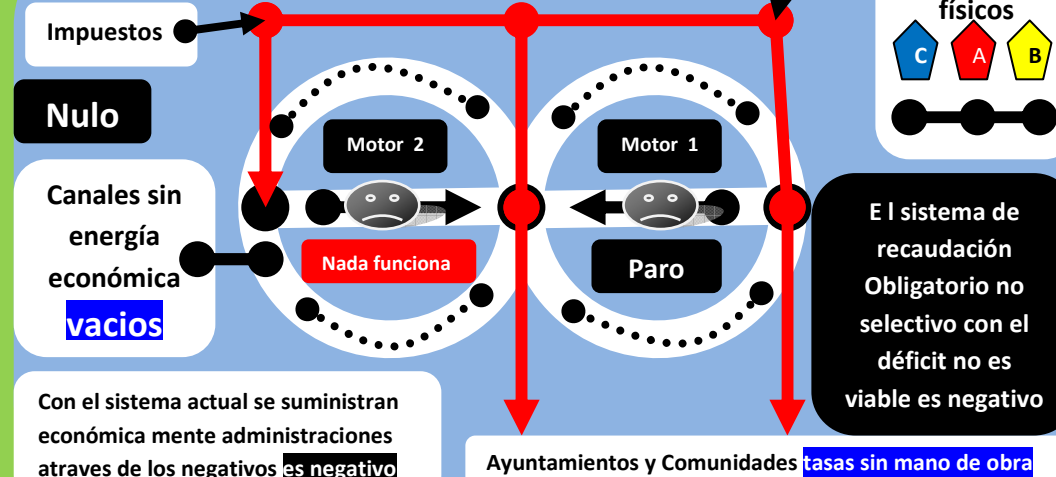 físicos
Impuestos
C A B
Nulo
Motor 2
Motor 1
Canales sin
energía
económica
vacios
Nada funciona
Paro
E l sistema de
recaudación
Obligatorio no
selectivo con el
déficit no es
viable es negativo
Con el sistema actual se suministran
económica mente administraciones
atraves de los negativos es negativo
Ayuntamientos y Comunidades tasas sin mano de obra